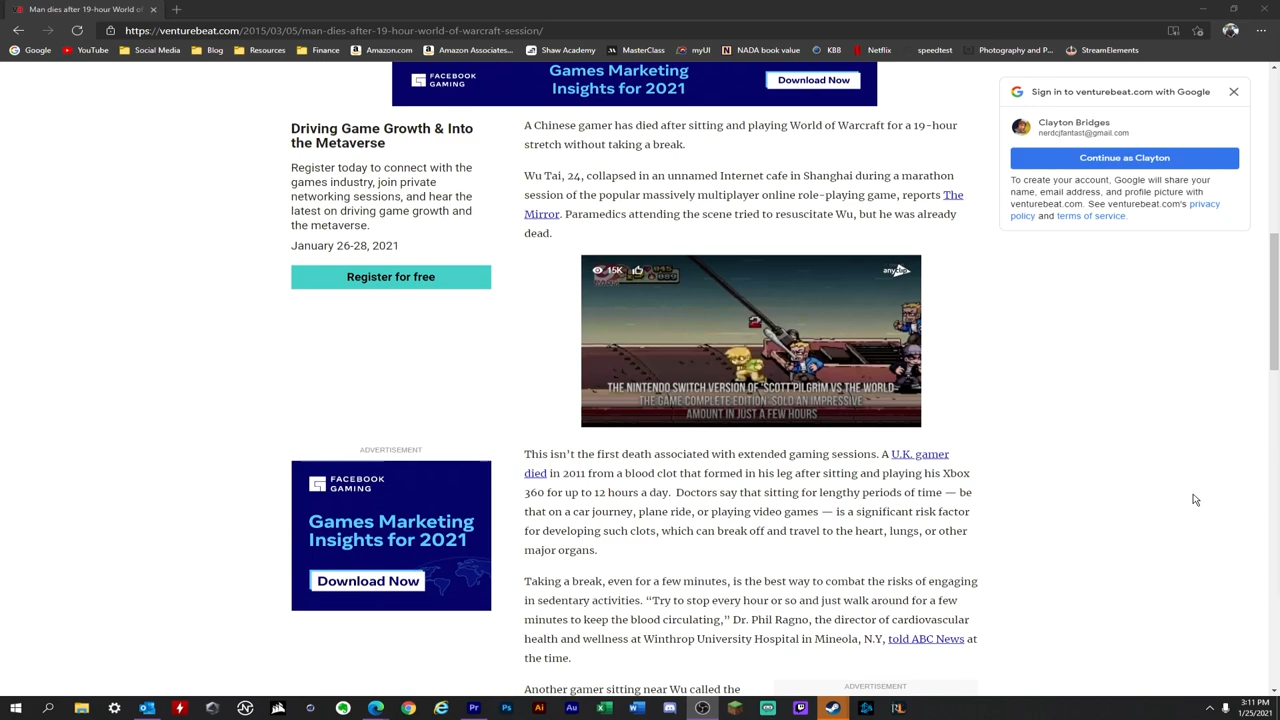 Man dies after 19-hour World of
https://venturebeat.com/2015/03/05/man-dies-after-19-hour-world-of-warcraft-session/
Google YouTube Social Media Blog Resources Finance Amazon.com Amazon Associates... Shaw Academy MasterClass myUI NADA book value KBB Netflix speedtest Photography and P... StreamElements
FACEBOOK
GAMING
Games Marketing
Insights for 2021
Download Now
Sign in to venturebeat.com with Google
Clayton Bridges
nerdcjfantast@gmail.com
Continue as Clayton
To create your account, Google will share your
name, email address, and profile picture with
venturebeat.com. See venturebeat.com's privacy
policy and terms of service.
Driving Game Growth & Into
the Metaverse
Register today to connect with the
games industry, join private
networking sessions, and hear the
latest on driving game growth and
the metaverse.
January 26-28, 2021
Register for free
A Chinese gamer has died after sitting and playing World of Warcraft for a 19-hour
stretch without taking a break.
Wu Tai, 24, collapsed in an unnamed Internet cafe in Shanghai during a marathon
session of the popular massively multiplayer online role-playing game, reports The
Mirror. Paramedics attending the scene tried to resuscitate Wu, but he was already
dead.
15K
THE NINTENDO SWITCH VERSION OF 'SCOTT PILGRIM VS THE WORLD
THE GAME COMPLETE EDITION SOLD AN IMPRESSIVE
AMOUNT IN JUST A FEW HOURS
ADVERTISEMENT
FACEBOOK
GAMING
Games Marketing
Insights for 2021
Download Now
This isn't the first death associated with extended gaming sessions. A U.K. gamer
died in 2011 from a blood clot that formed in his leg after sitting and playing his Xbox
360 for up to 12 hours a day. Doctors say that sitting for lengthy periods of time — be
that on a car journey, plane ride, or playing video games — is a significant risk factor
for developing such clots, which can break off and travel to the heart, lungs, or other
major organs.
Taking a break, even for a few minutes, is the best way to combat the risks of engaging
in sedentary activities. “Try to stop every hour or so and just walk around for a few
minutes to keep the blood circulating,” Dr. Phil Ragno, the director of cardiovascular
health and wellness at Winthrop University Hospital in Mineola, N.Y, told ABC News at
the time.
Another gamer sitting near Wu called the
ADVERTISEMENT
3:11 PM
1/25/2021